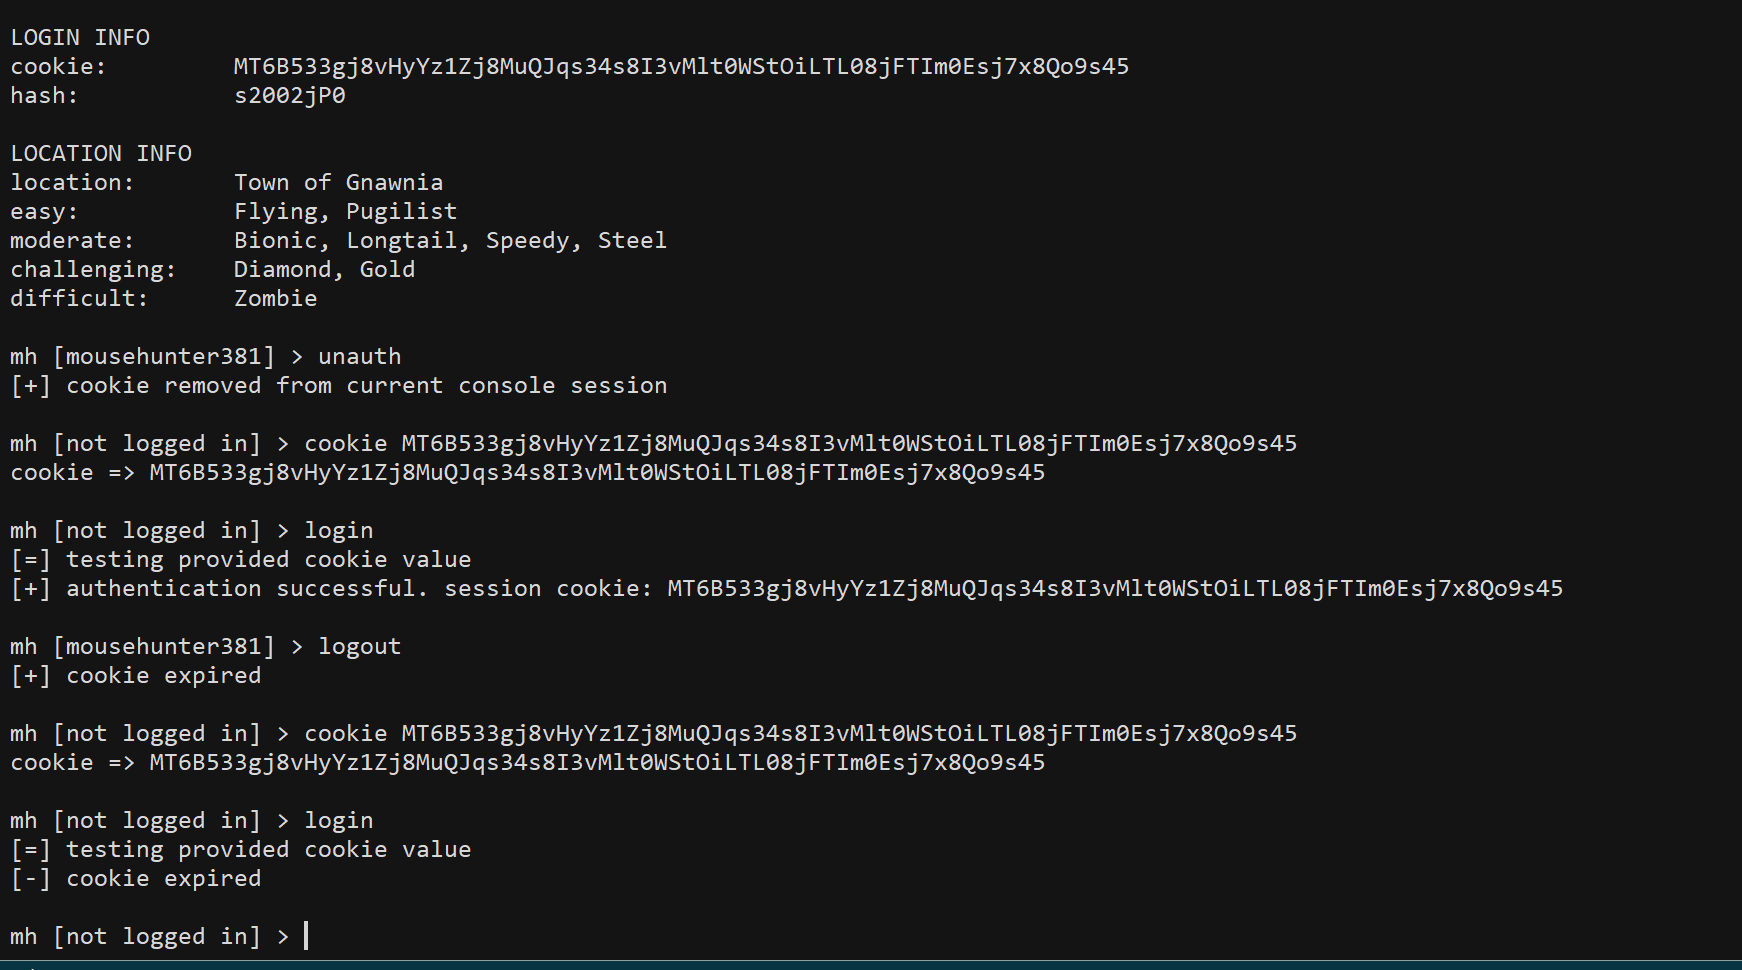 LOGIN INFO
cookie: MT6B533gj8vHyYz1Zj8MuQJqs34s8I3vMlt0WStOiLTL08jFTIm0Esj7x8Qo9s45
hash: s2002jP0
LOCATION INFO
location: Town of Gnawnia
easy: Flying, Pugilist
moderate: Bionic, Longtail, Speedy, Steel
challenging: Diamond, Gold
difficult: Zombie
mh [mousehunter381] > unauth
[+] cookie removed from current console session
mh [not logged in] > cookie MT6B533gj8vHyYz1Zj8MuQJqs34s8I3vMlt0WStOiLTL08jFTIm0Esj7x8Qo9s45
cookie => MT6B533gj8vHyYz1Zj8MuQJqs34s8I3vMlt0WStOiLTL08jFTIm0Esj7x8Qo9s45
mh [not logged in] > login
[=] testing provided cookie value
[+] authentication successful. session cookie: MT6B533gj8vHyYz1Zj8MuQJqs34s8I3vMlt0WStOiLTL08jFTIm0Esj7x8Qo9s45
mh [mousehunter381] > logout
[+] cookie expired
mh [not logged in] > cookie MT6B533gj8vHyYz1Zj8MuQJqs34s8I3vMlt0WStOiLTL08jFTIm0Esj7x8Qo9s45
cookie => MT6B533gj8vHyYz1Zj8MuQJqs34s8I3vMlt0WStOiLTL08jFTIm0Esj7x8Qo9s45
mh [not logged in] > login
[=] testing provided cookie value
[-] cookie expired
mh [not logged in] >